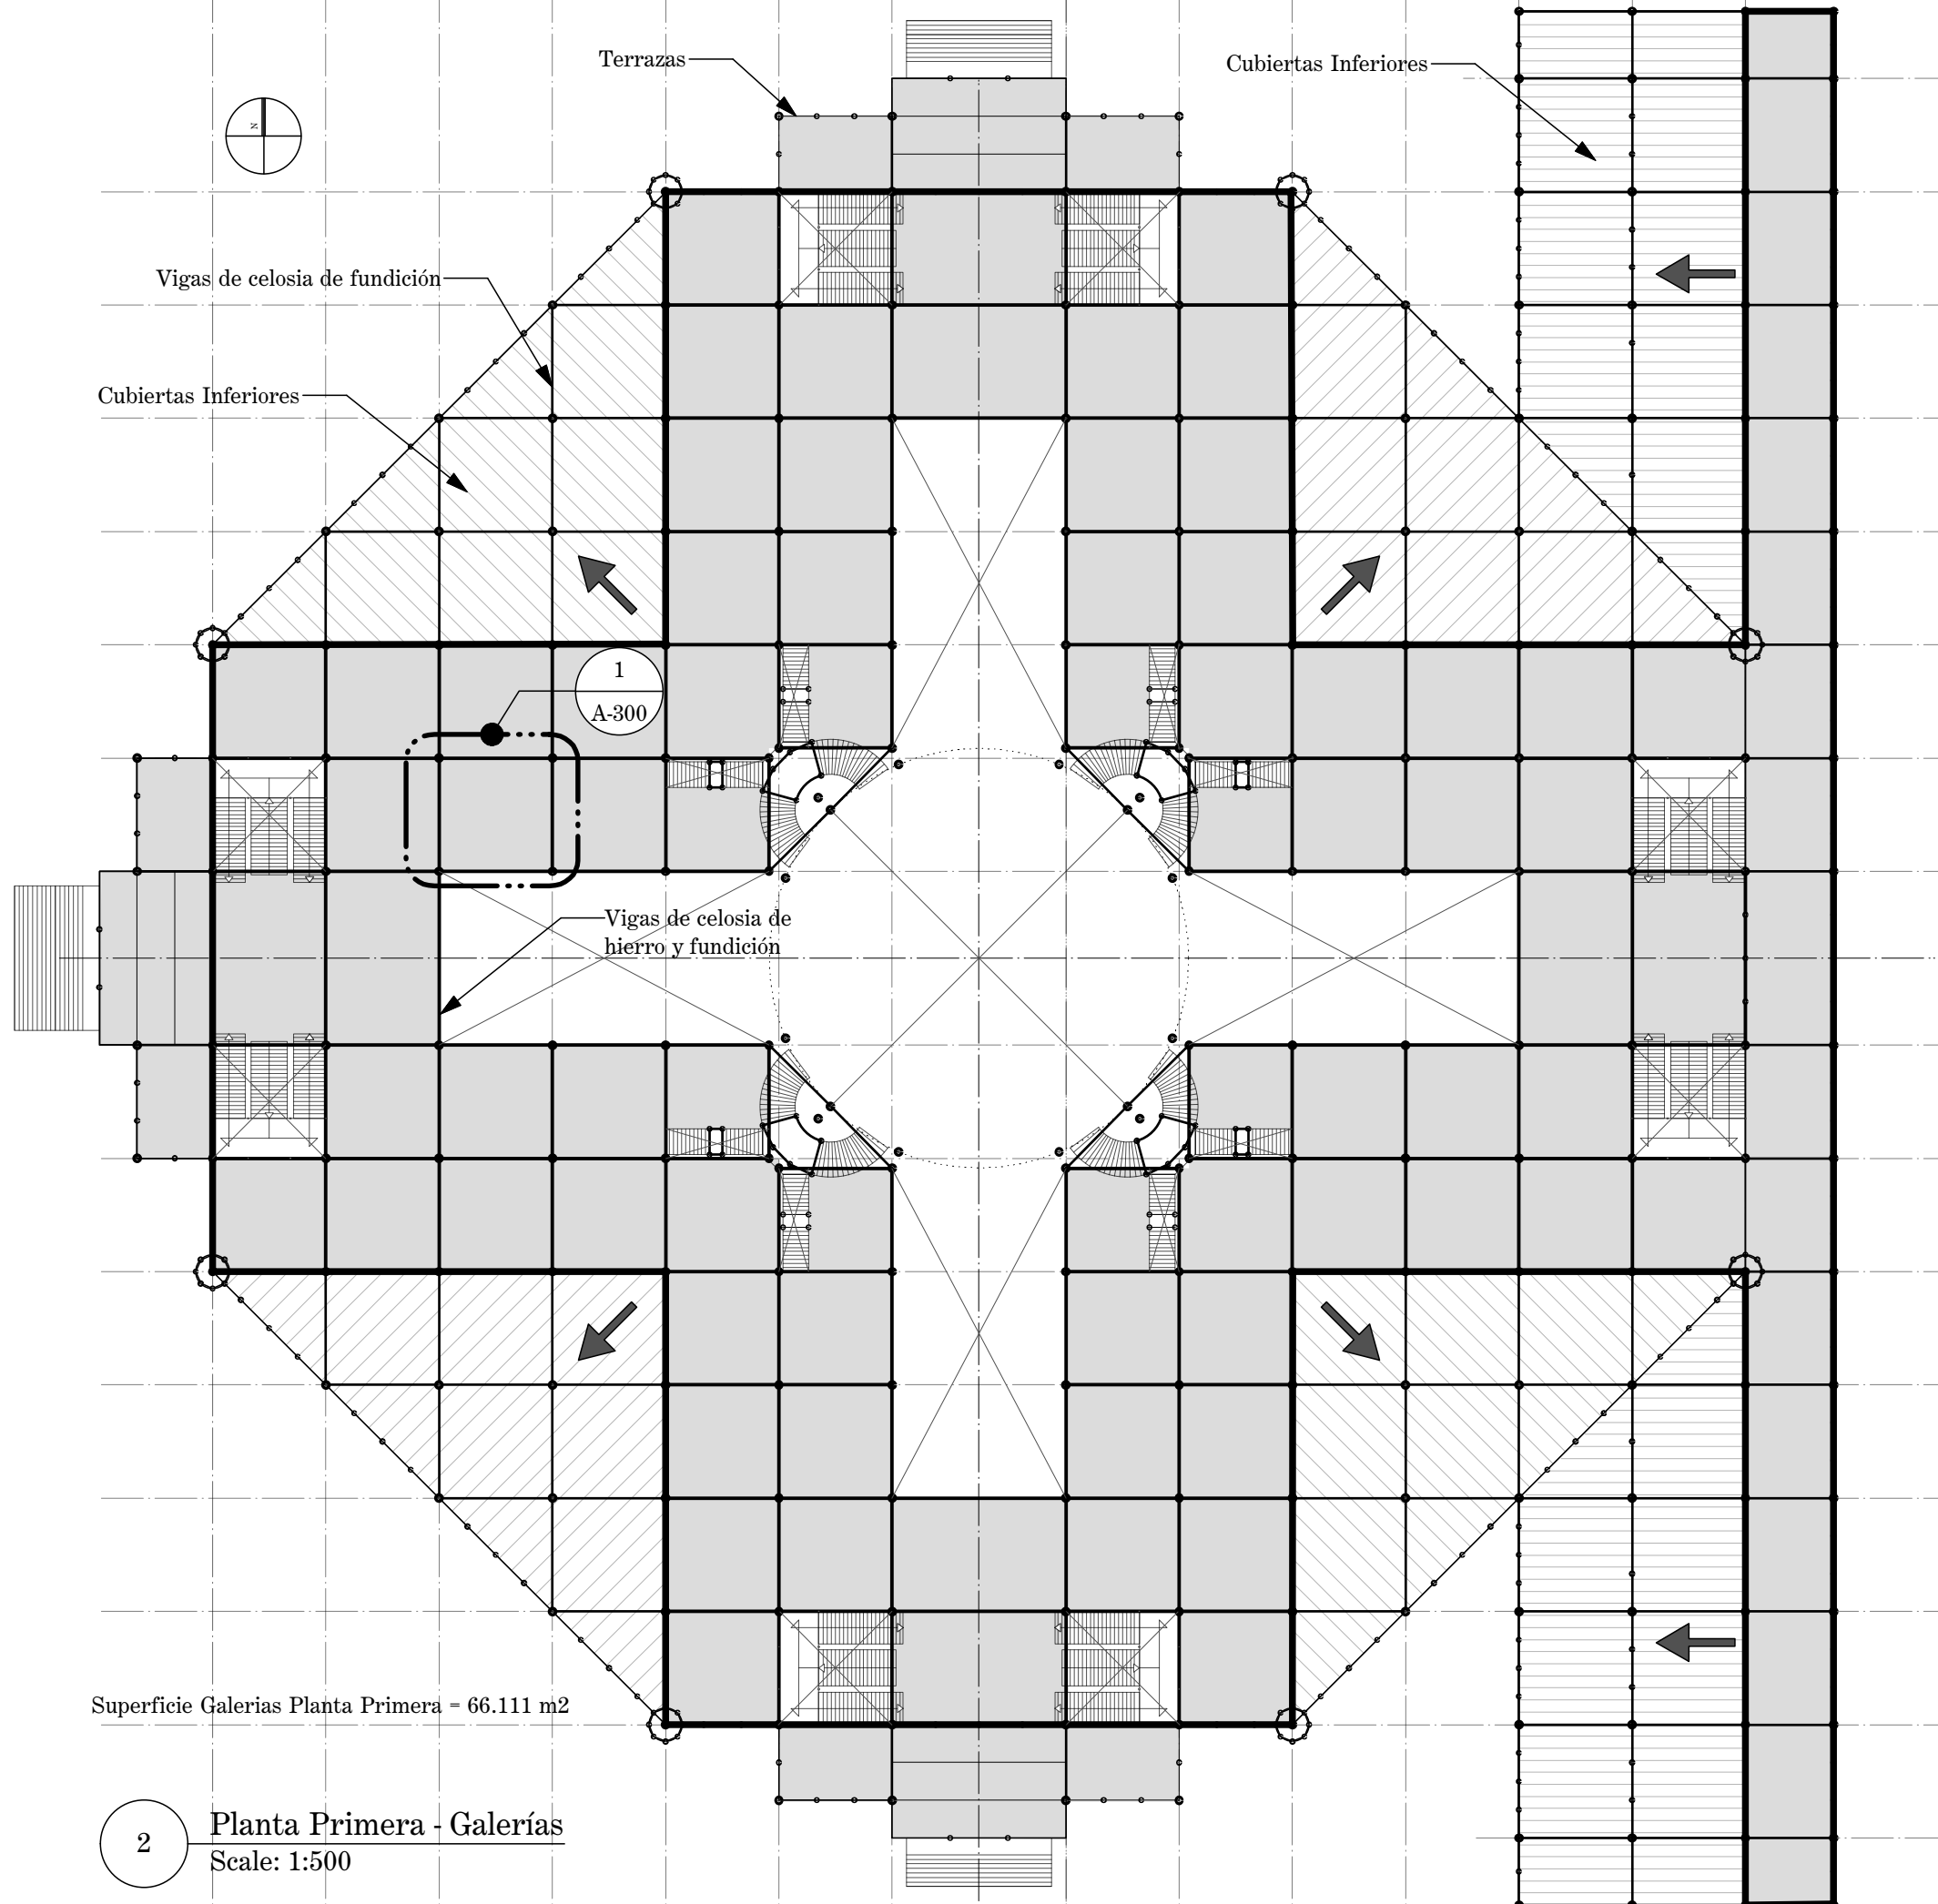 Terrazas
Cubiertas Inferiores
N
Vigas de celosia de fundición
Cubiertas Inferiores
1
A-300
Vigas de celosia de
hierro y fundición
Superficie Galerias Planta Primera = 66.111 m2
2
Planta Primera - Galerías
Scale: 1:500